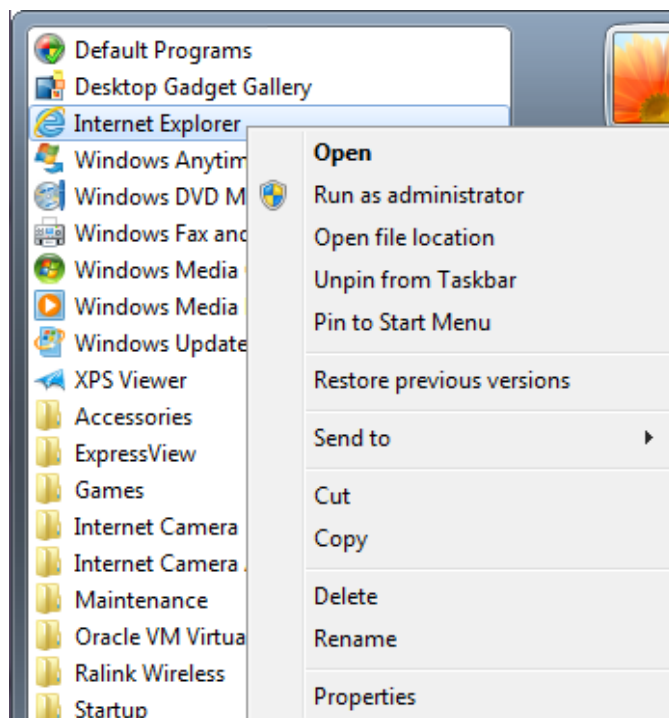 Default Programs
Desktop Gadget Gallery
Internet Explorer
Windows Anytim
Windows DVD M
Windows Fax and
Windows Media
Windows Media
Windows Update
XPS Viewer
Accessories
ExpressView
Games
Internet Camera
Internet Camera
Maintenance
Oracle VM Virtua
Ralink Wireless
Startup
Open
Run as administrator
Open file location
Unpin from Taskbar
Pin to Start Menu
Restore previous versions
Send to
Cut
Copy
Delete
Rename
Properties